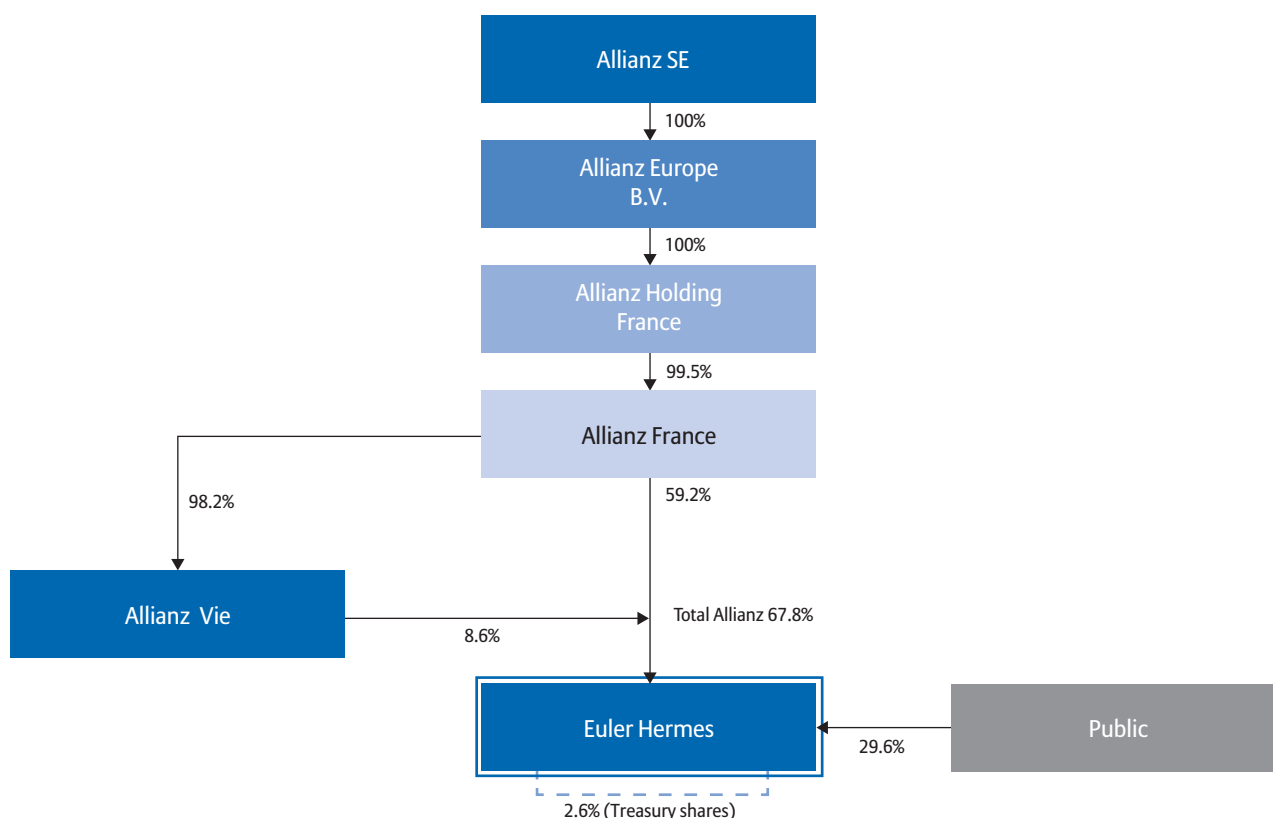 Allianz SE
100%
Allianz Europe
B.V.
100%
Allianz Holding
France
99.5%
Allianz France
98.2%
59.2%
Allianz Vie
8.6%
Total Allianz 67.8%
Euler Hermes
29.6%
Public
2.6% (Treasury shares)